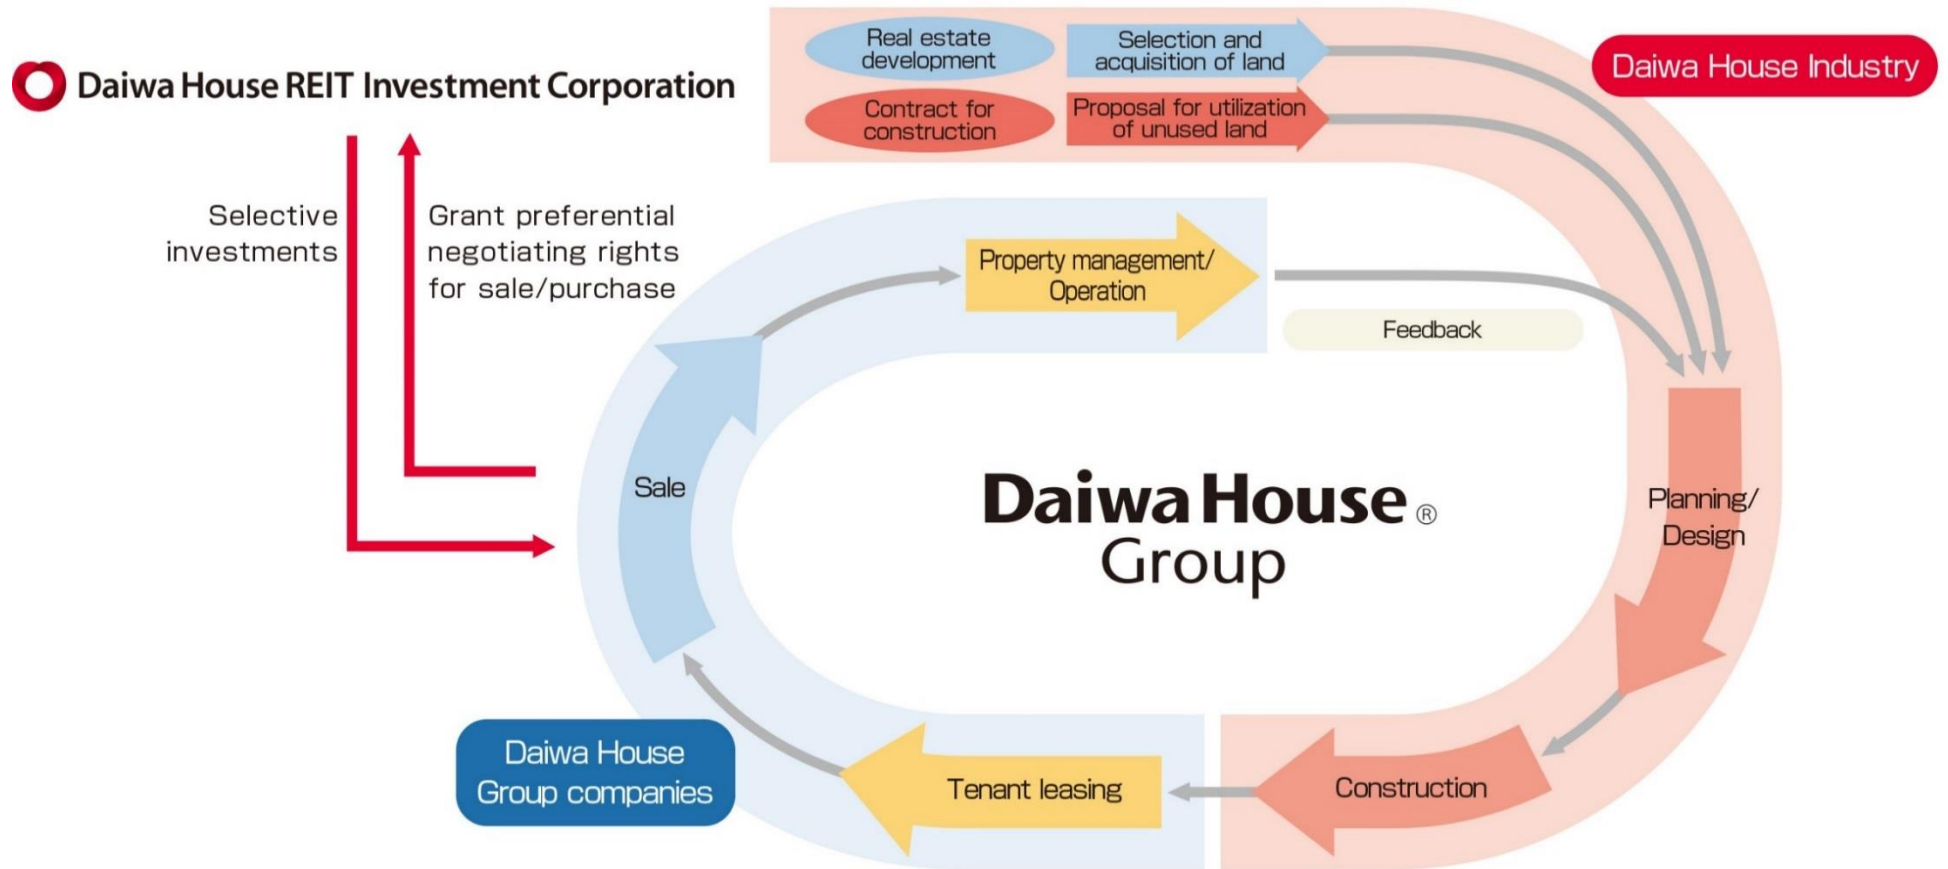 Daiwa House REIT Investment Corporation
Selective
investments
Grant preferential
negotiating rights
for sale/purchase
Real estate
development
Selection and
acquisition of land
Contract for
construction
Proposal for utilization
of unused land
Daiwa House Industry
Property management/
Operation
Feedback
Sale
Daiwa House ®
Group
Planning/
Design
Daiwa House
Group companies
Tenant leasing
Construction